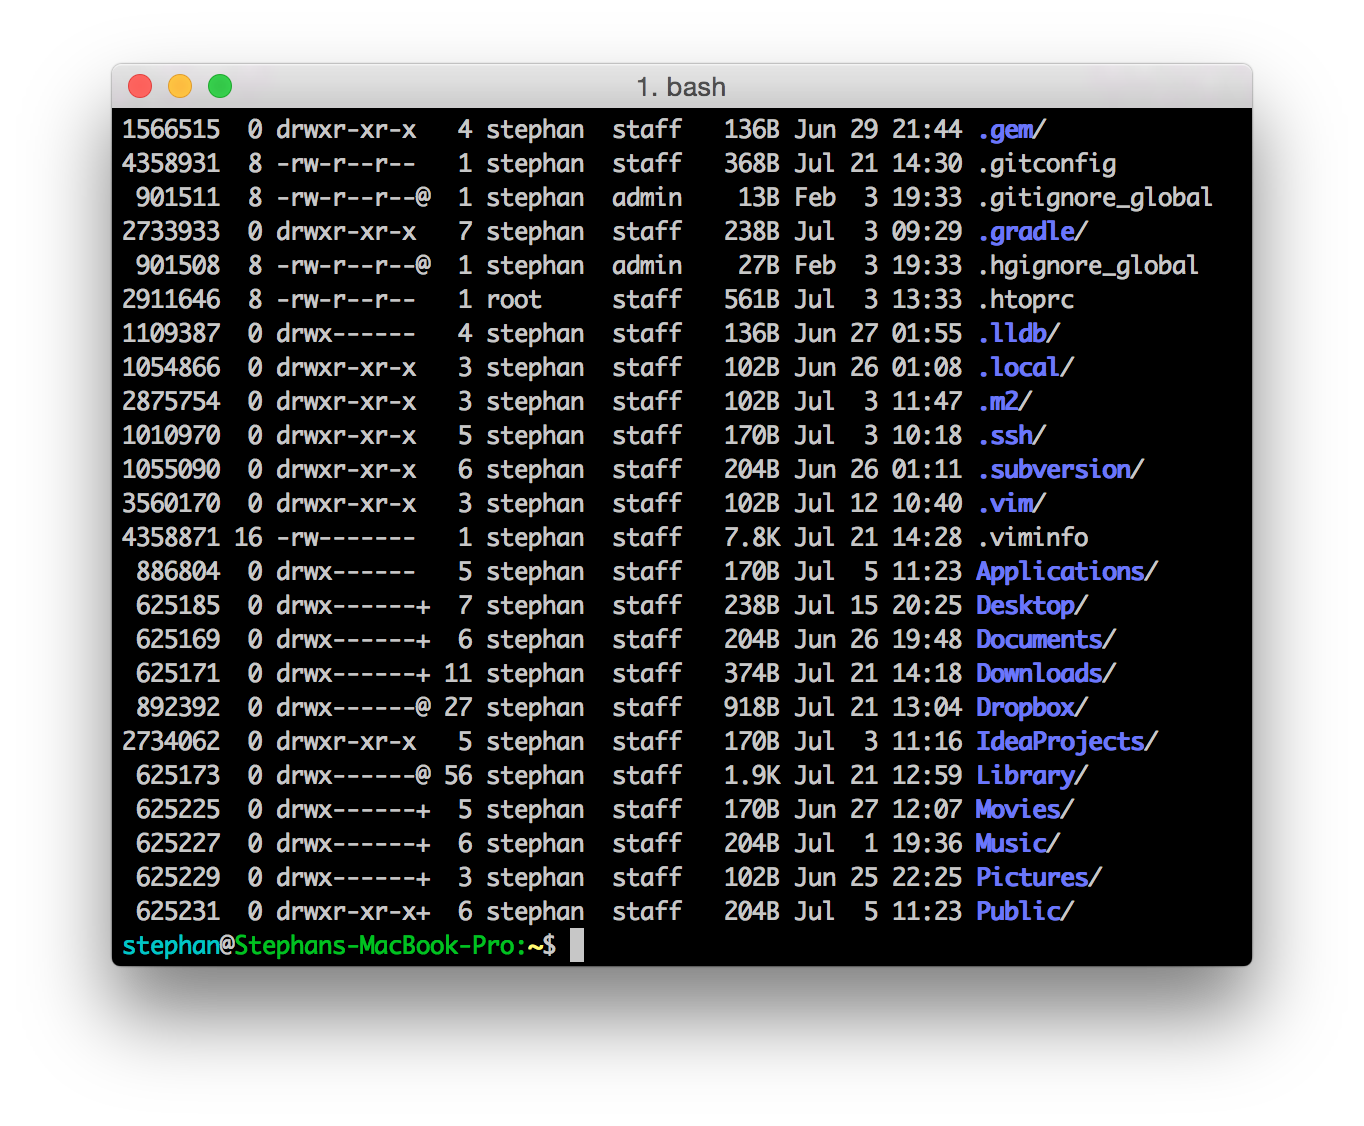 1. bash
1566515  0 drwxr-xr-x   4 stephan  staff   136B Jun 29 21:44 .gem/
4358931  8 -rw-r--r--   1 stephan  staff   368B Jul 21 14:30 .gitconfig
 901511  8 -rw-r--r--@  1 stephan  admin    13B Feb  3 19:33 .gitignore_global
2733933  0 drwxr-xr-x   7 stephan  staff   238B Jul  3 09:29 .gradle/
 901508  8 -rw-r--r--@  1 stephan  admin    27B Feb  3 19:33 .hgignore_global
2911646  8 -rw-r--r--   1 root     staff   561B Jul  3 13:33 .htoprc
1109387  0 drwx------   4 stephan  staff   136B Jun 27 01:55 .lldb/
1054866  0 drwxr-xr-x   3 stephan  staff   102B Jun 26 01:08 .local/
2875754  0 drwxr-xr-x   3 stephan  staff   102B Jul  3 11:47 .m2/
1010970  0 drwxr-xr-x   5 stephan  staff   170B Jul  3 10:18 .ssh/
1055090  0 drwxr-xr-x   6 stephan  staff   204B Jun 26 01:11 .subversion/
3560170  0 drwxr-xr-x   3 stephan  staff   102B Jul 12 10:40 .vim/
4358871 16 -rw-------   1 stephan  staff   7.8K Jul 21 14:28 .viminfo
 886804  0 drwx------   5 stephan  staff   170B Jul  5 11:23 Applications/
 625185  0 drwx------+  7 stephan  staff   238B Jul 15 20:25 Desktop/
 625169  0 drwx------+  6 stephan  staff   204B Jun 26 19:48 Documents/
 625171  0 drwx------+ 11 stephan  staff   374B Jul 21 14:18 Downloads/
 892392  0 drwx------@ 27 stephan  staff   918B Jul 21 13:04 Dropbox/
2734062  0 drwxr-xr-x   5 stephan  staff   170B Jul  3 11:16 IdeaProjects/
 625173  0 drwx------@ 56 stephan  staff   1.9K Jul 21 12:59 Library/
 625225  0 drwx------+  5 stephan  staff   170B Jun 27 12:07 Movies/
 625227  0 drwx------+  6 stephan  staff   204B Jul  1 19:36 Music/
 625229  0 drwx------+  3 stephan  staff   102B Jun 25 22:25 Pictures/
 625231  0 drwxr-xr-x+  6 stephan  staff   204B Jul  5 11:23 Public/
stephan@Stephans-MacBook-Pro:~$